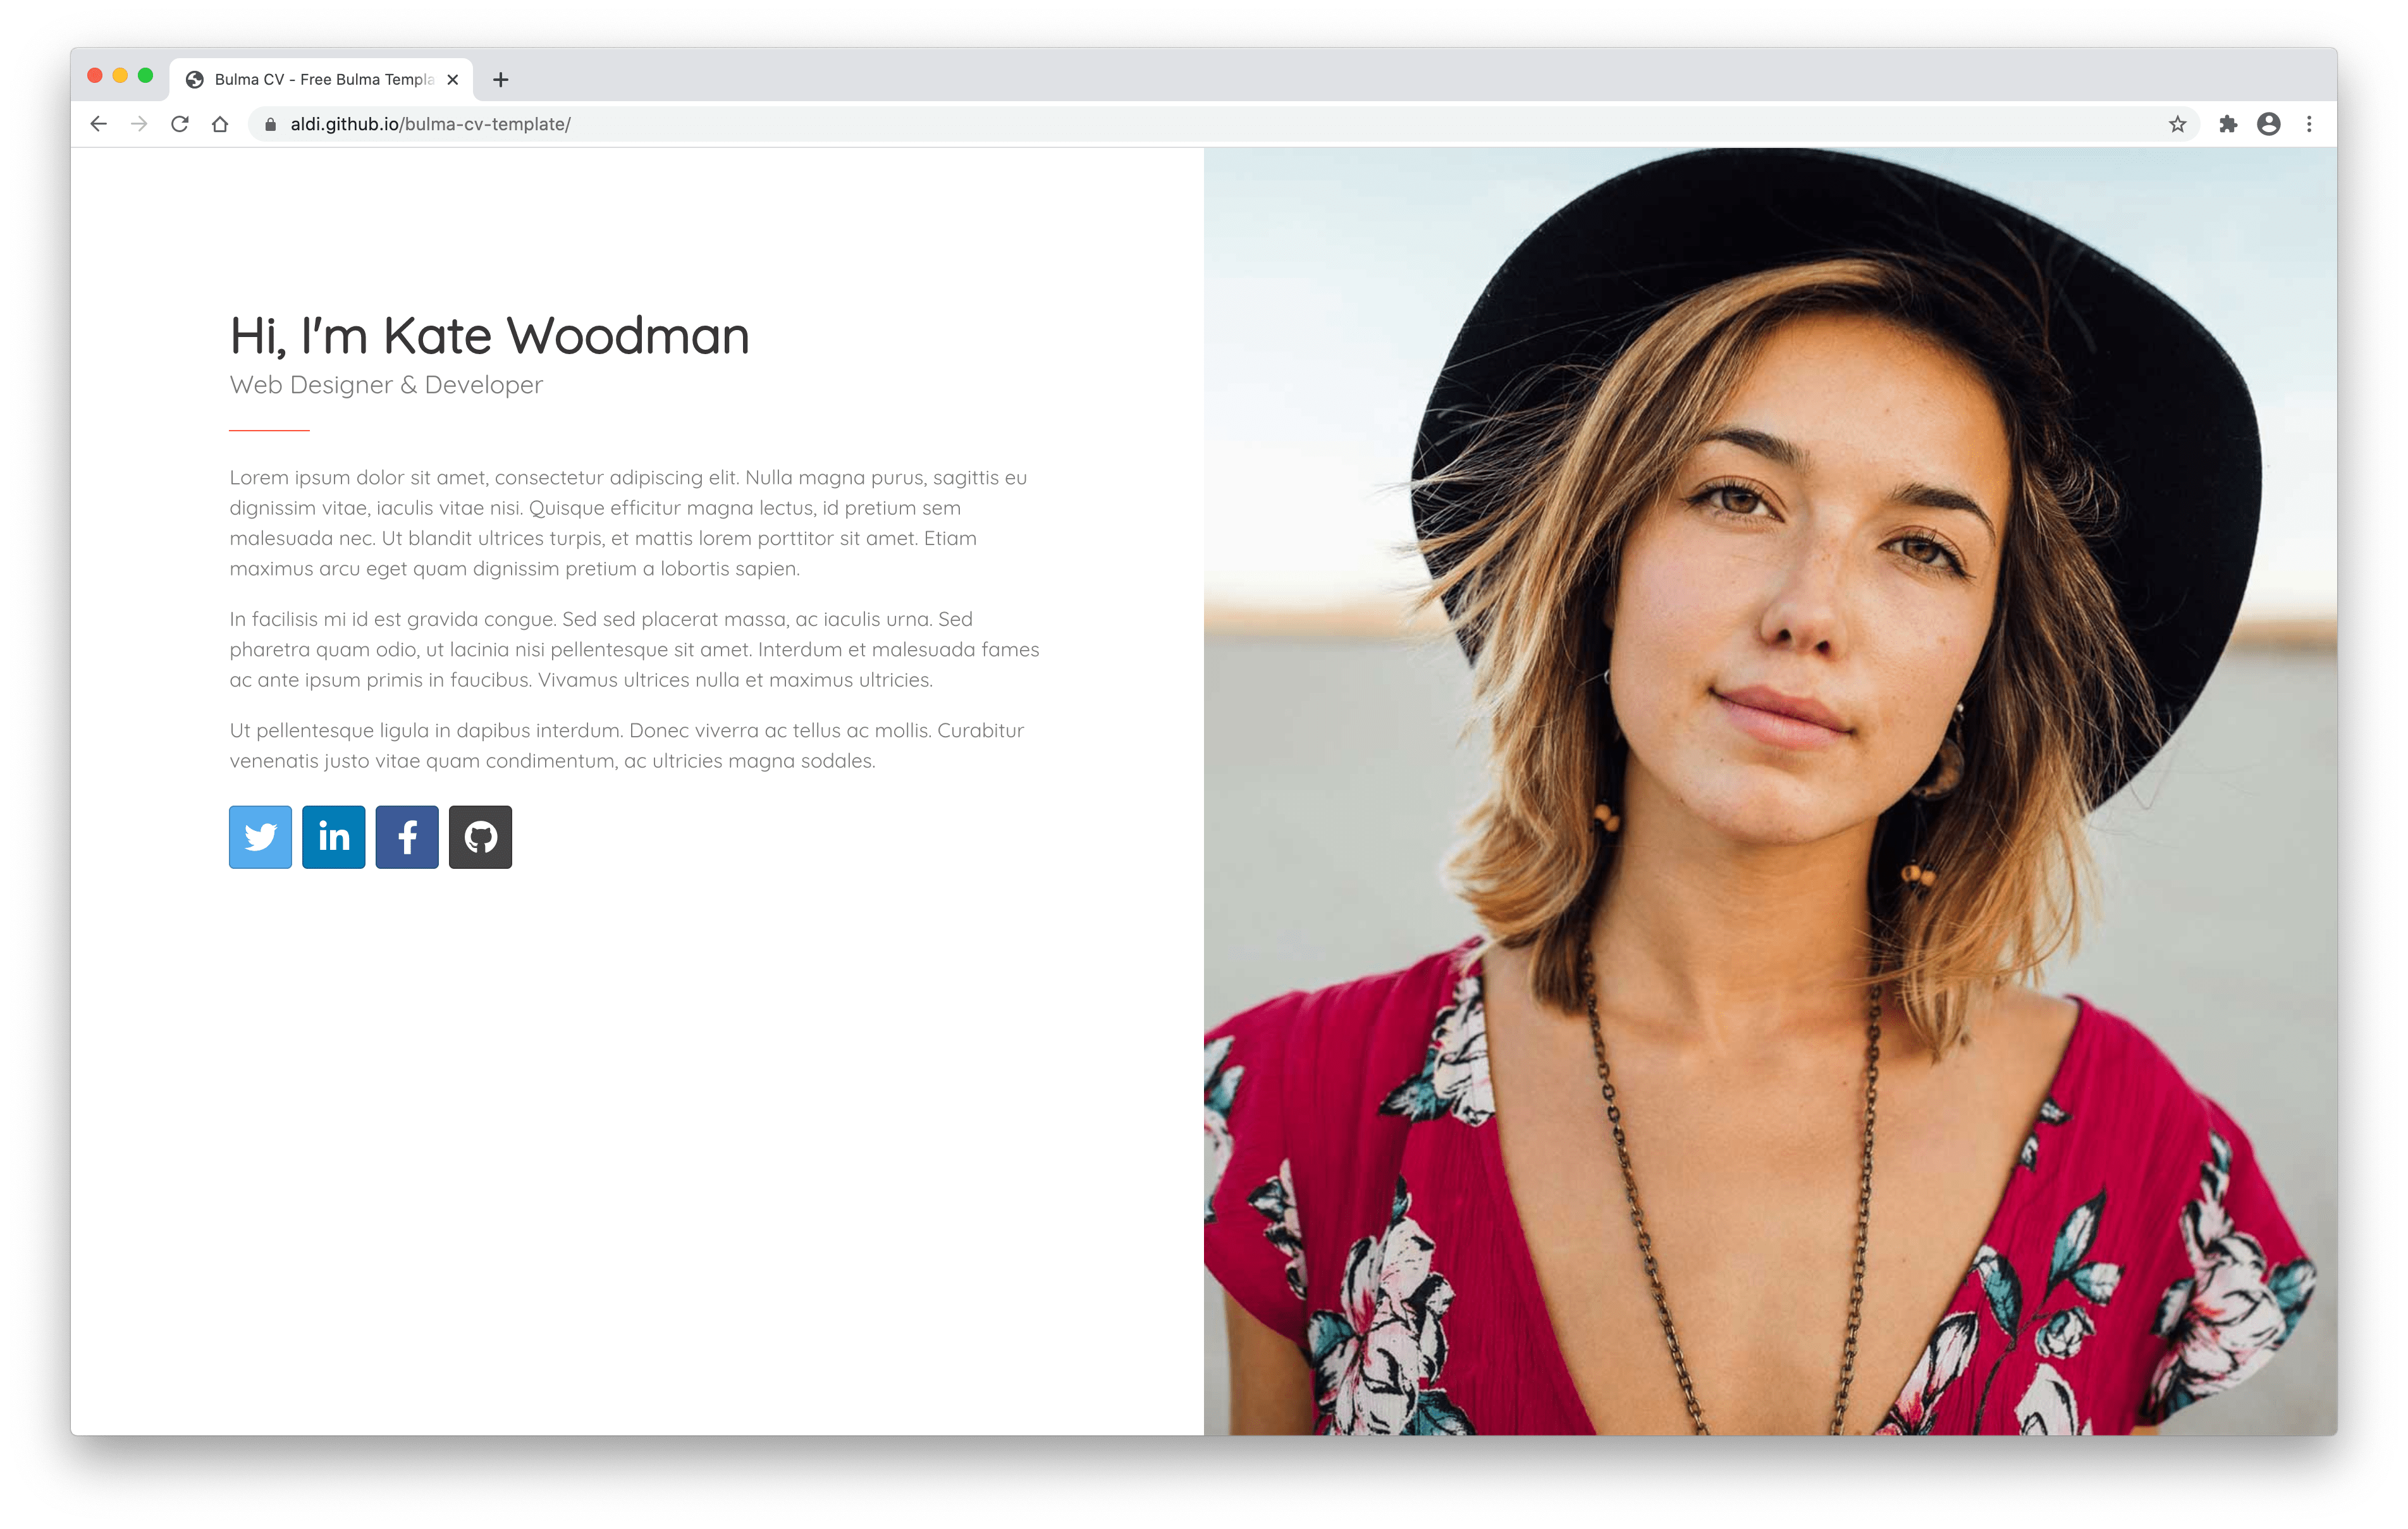 Bulma CV - Free Bulma Templa
aldi.github.io/bulma-cv-template/
Hi, I'm Kate Woodman
Web Designer & Developer
Lorem ipsum dolor sit amet, consectetur adipiscing elit. Nulla magna purus, sagittis eu
dignissim vitae, iaculis vitae nisi. Quisque efficitur magna lectus, id pretium sem
malesuada nec. Ut blandit ultrices turpis, et mattis lorem porttitor sit amet. Etiam
maximus arcu eget quam dignissim pretium a lobortis sapien.
In facilisis mi id est gravida congue. Sed sed placerat massa, ac iaculis urna. Sed
pharetra quam odio, ut lacinia nisi pellentesque sit amet. Interdum et malesuada fames
ac ante ipsum primis in faucibus. Vivamus ultrices nulla et maximus ultricies.
Ut pellentesque ligula in dapibus interdum. Donec viverra ac tellus ac mollis. Curabitur
venenatis justo vitae quam condimentum, ac ultricies magna sodales.
in f